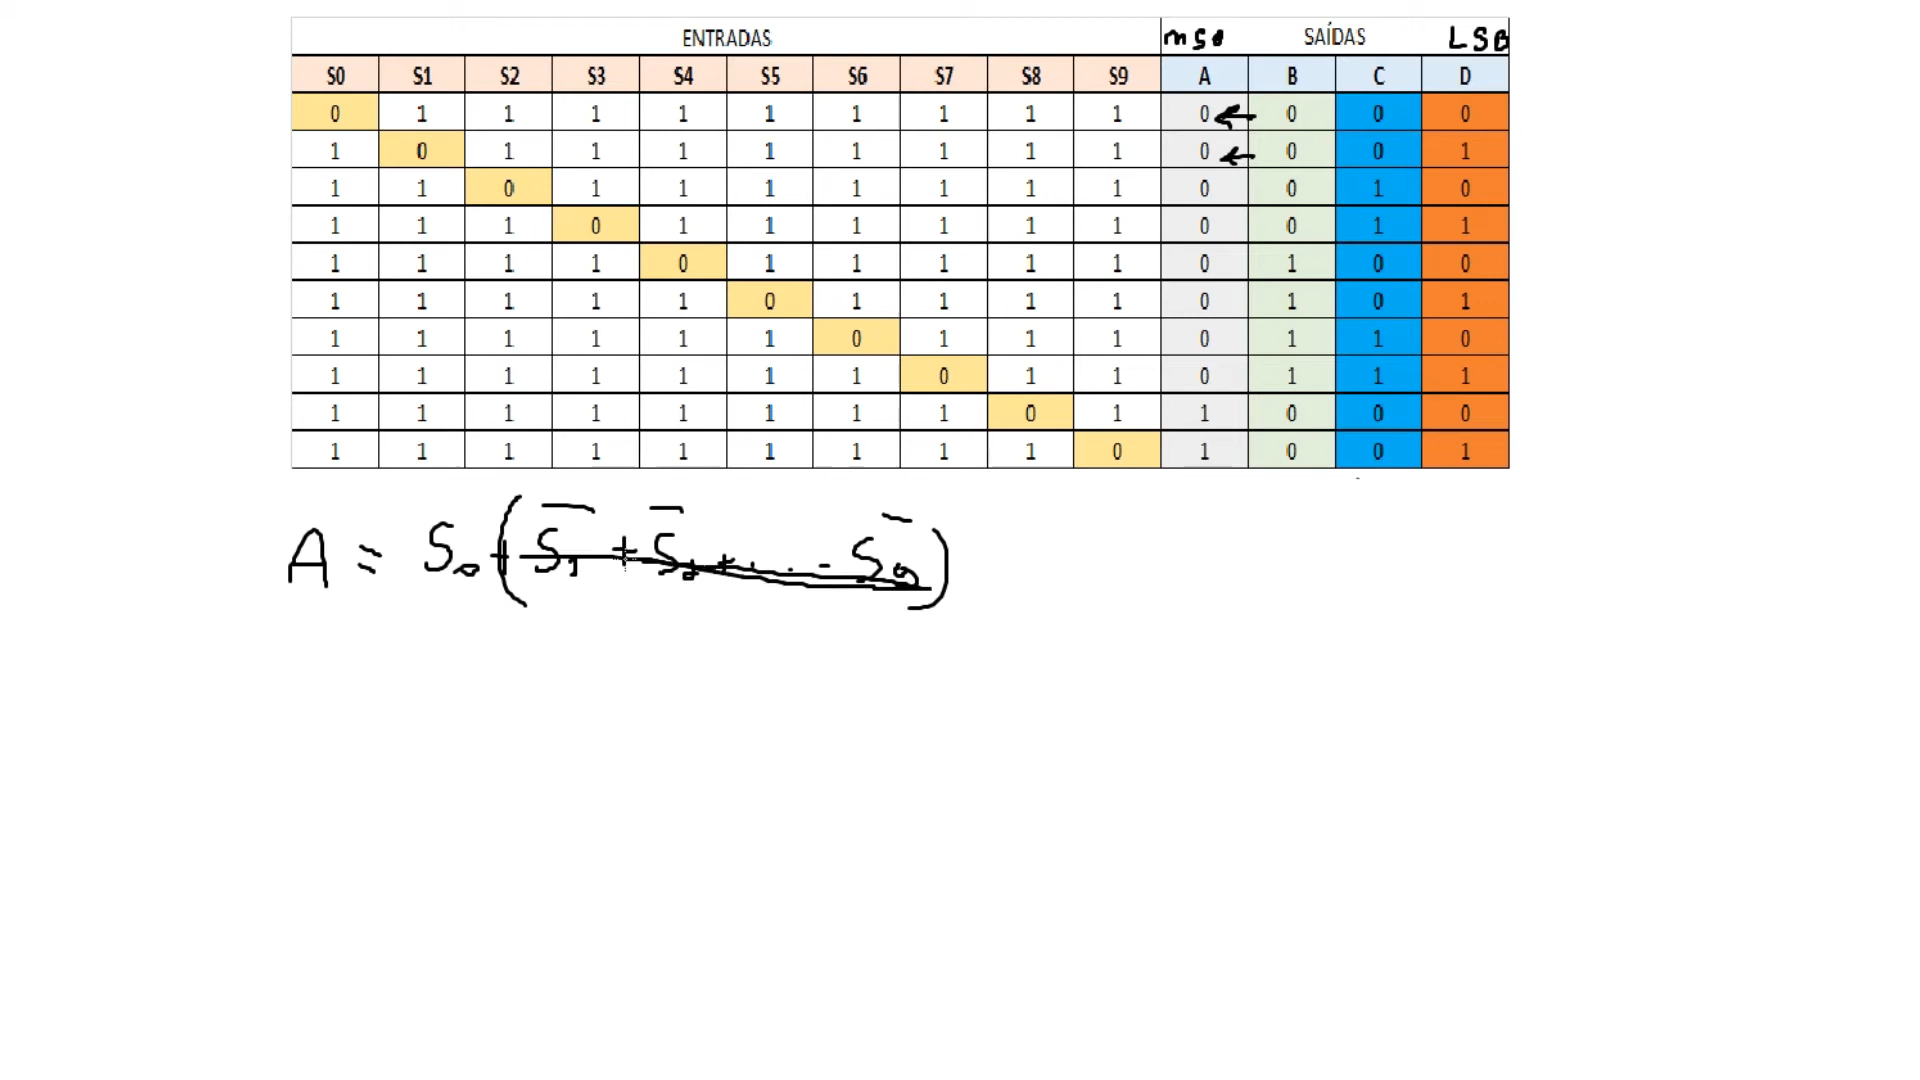 ENTRADAS mSB SAÍDAS LSB
S0 S1 S2 S3 S4 S5 S6 S7 S8 S9 A B C D
0 1 1 1 1 1 1 1 1 1 0 0 0 0
1 0 1 1 1 1 1 1 1 1 0 0 0 1
1 1 0 1 1 1 1 1 1 1 0 0 1 0
1 1 1 0 1 1 1 1 1 1 0 0 1 1
1 1 1 1 0 1 1 1 1 1 0 1 0 0
1 1 1 1 1 0 1 1 1 1 0 1 0 1
1 1 1 1 1 1 0 1 1 1 0 1 1 0
1 1 1 1 1 1 1 0 1 1 0 1 1 1
1 1 1 1 1 1 1 1 0 1 1 0 0 0
1 1 1 1 1 1 1 1 1 0 1 0 0 1
A = S₀ (S̅₁ + S̅₂ + . . - S̅₉)